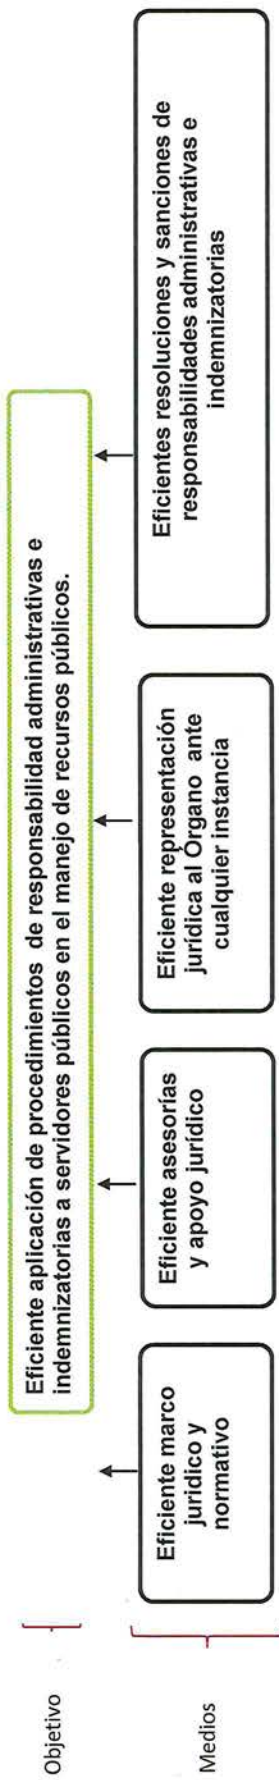 Objetivo
Eficiente aplicación de procedimientos de responsabilidad administrativas e
indemnizatorias a servidores públicos en el manejo de recursos públicos.
Medios
Eficiente marco
jurídico y
normativo
Eficiente asesorías
y apoyo jurídico
Eficiente representación
jurídica al Órgano ante
cualquier instancia
Eficientes resoluciones y sanciones de
responsabilidades administrativas e
indemnizatorias